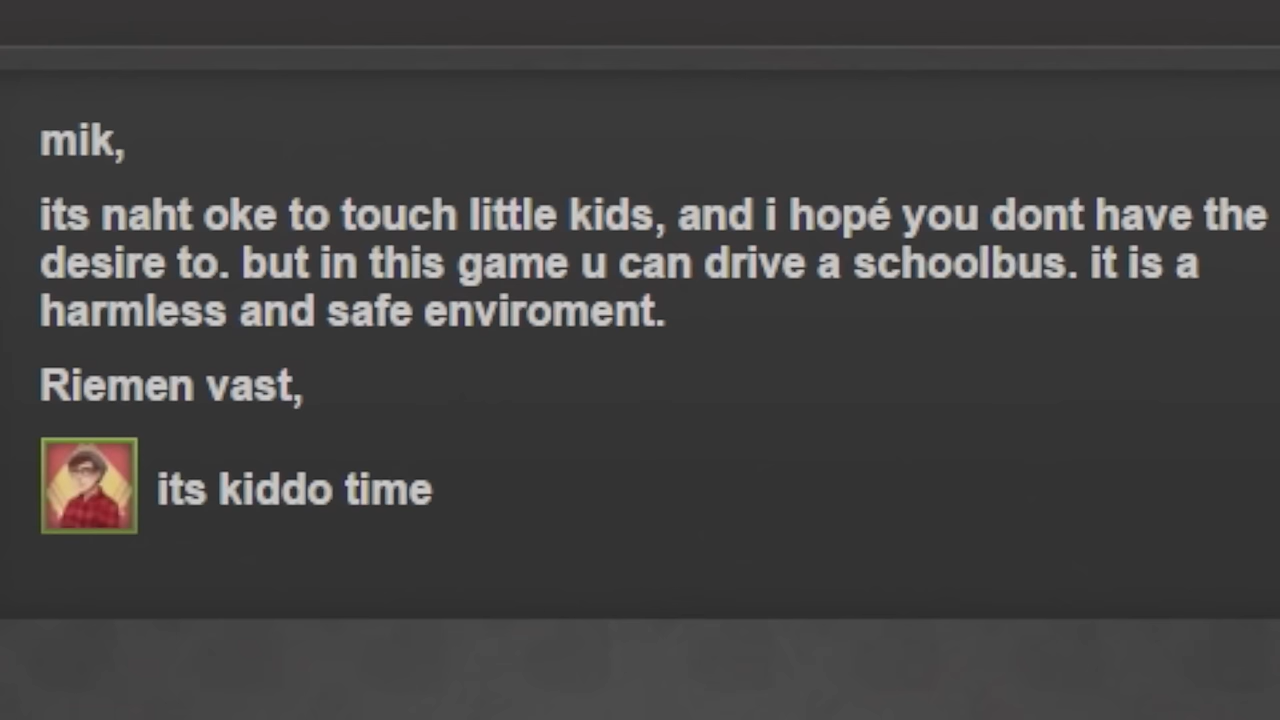 mik,
its naht oke to touch little kids, and i hopé you dont have the
desire to. but in this game u can drive a schoolbus. it is a
harmless and safe enviroment.
Riemen vast,
its kiddo time